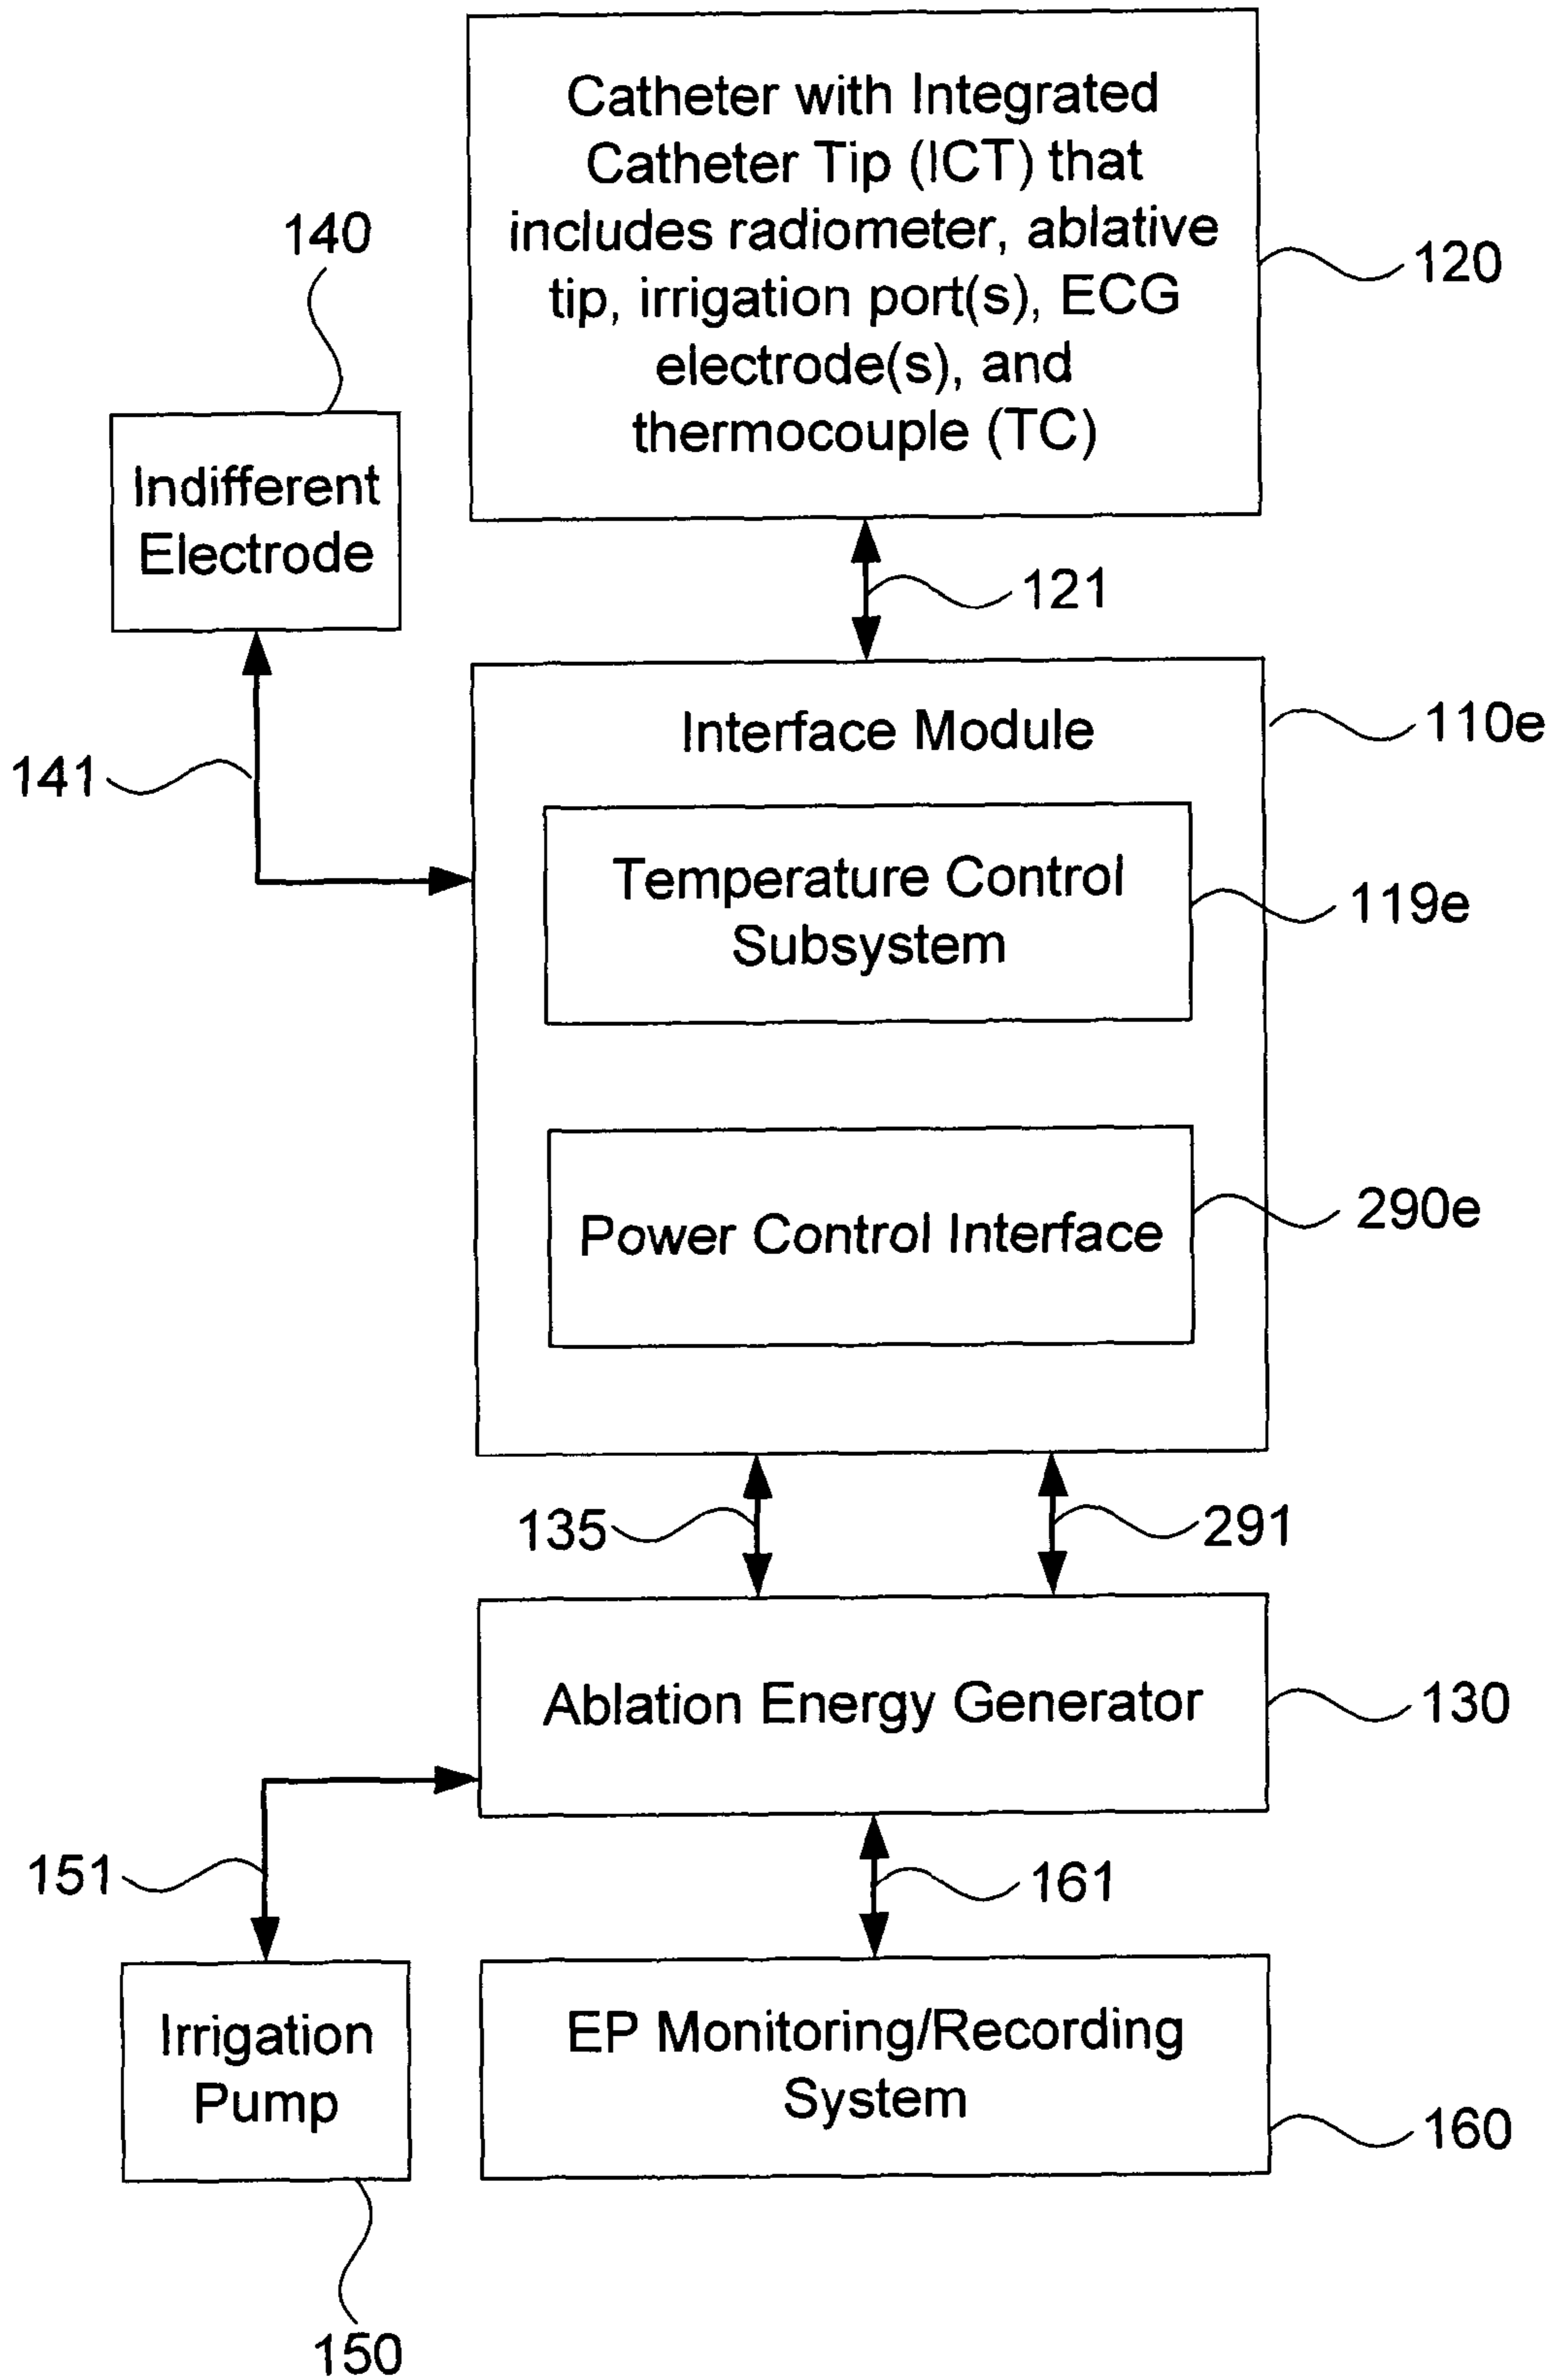 Catheter with Integrated
Catheter Tip (ICT) that
includes radiometer, ablative
tip, irrigation port(s), ECG
electrode(s), and
thermocouple (TC)
120
140
Indifferent
Electrode
121
141
Interface Module
110e
Temperature Control
Subsystem
119e
Power Control Interface
290e
135
291
Ablation Energy Generator
130
151
161
Irrigation
Pump
EP Monitoring/Recording
System
160
150